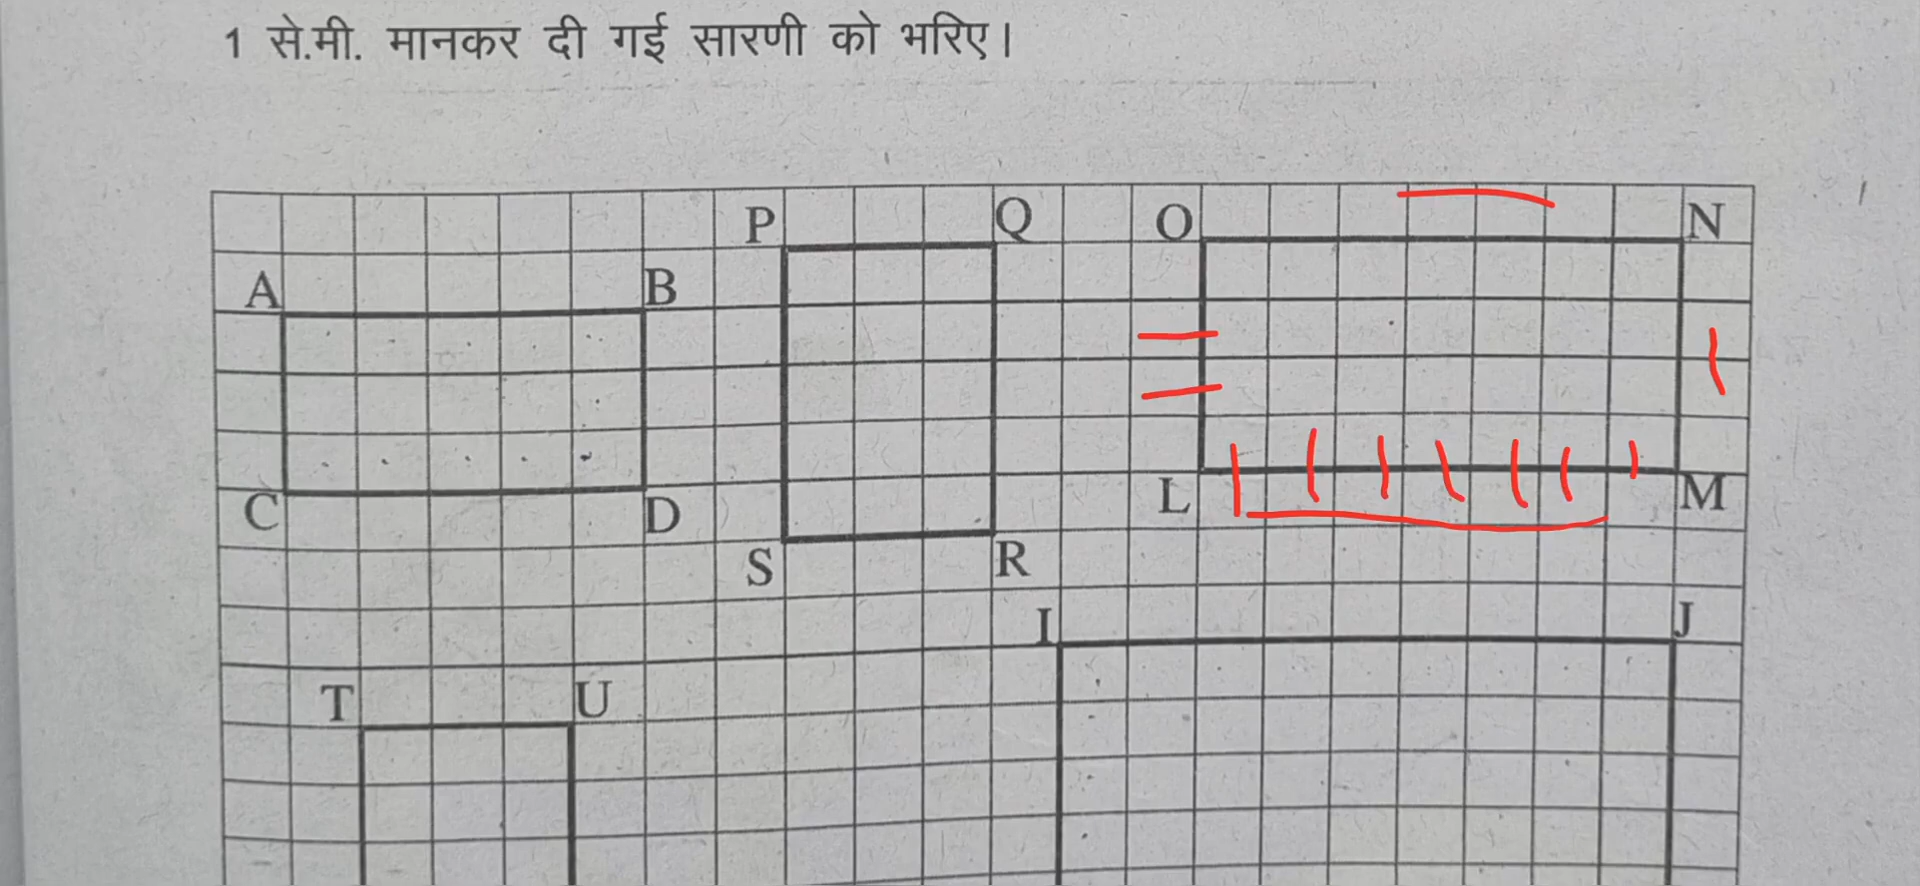 1 से.मी. मानकर दी गई सारणी को भरिए।
P Q O N
A B
L M
C D
S R
I J
T U